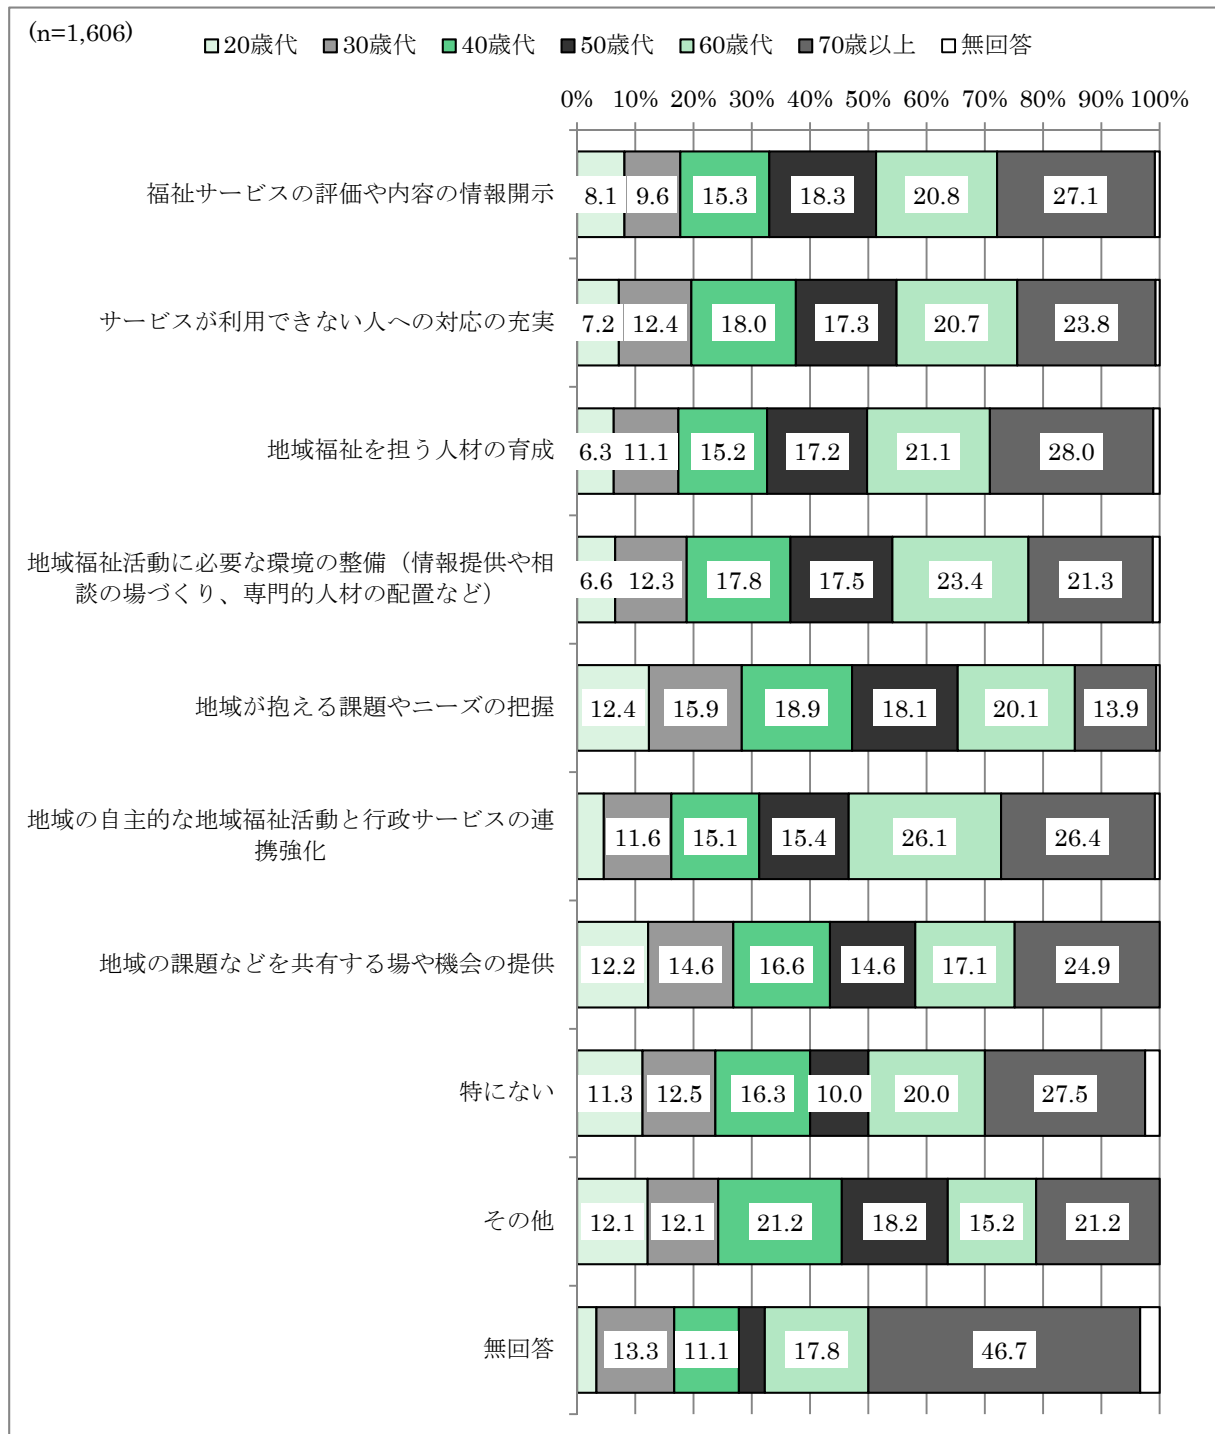 (n=1,606)
20歳代 30歳代 40歳代 50歳代 60歳代 70歳以上 無回答
0% 10% 20% 30% 40% 50% 60% 70% 80% 90% 100%
福祉サービスの評価や内容の情報開示 8.1 9.6 15.3 18.3 20.8 27.1
サービスが利用できない人への対応の充実 7.2 12.4 18.0 17.3 20.7 23.8
地域福祉を担う人材の育成 6.3 11.1 15.2 17.2 21.1 28.0
地域福祉活動に必要な環境の整備（情報提供や相
談の場づくり、専門的人材の配置など）
6.6 12.3 17.8 17.5 23.4 21.3
地域が抱える課題やニーズの把握 12.4 15.9 18.9 18.1 20.1 13.9
地域の自主的な地域福祉活動と行政サービスの連
携強化
11.6 15.1 15.4 26.1 26.4
地域の課題などを共有する場や機会の提供 12.2 14.6 16.6 14.6 17.1 24.9
特にない 11.3 12.5 16.3 10.0 20.0 27.5
その他 12.1 12.1 21.2 18.2 15.2 21.2
無回答 13.3 11.1 17.8 46.7